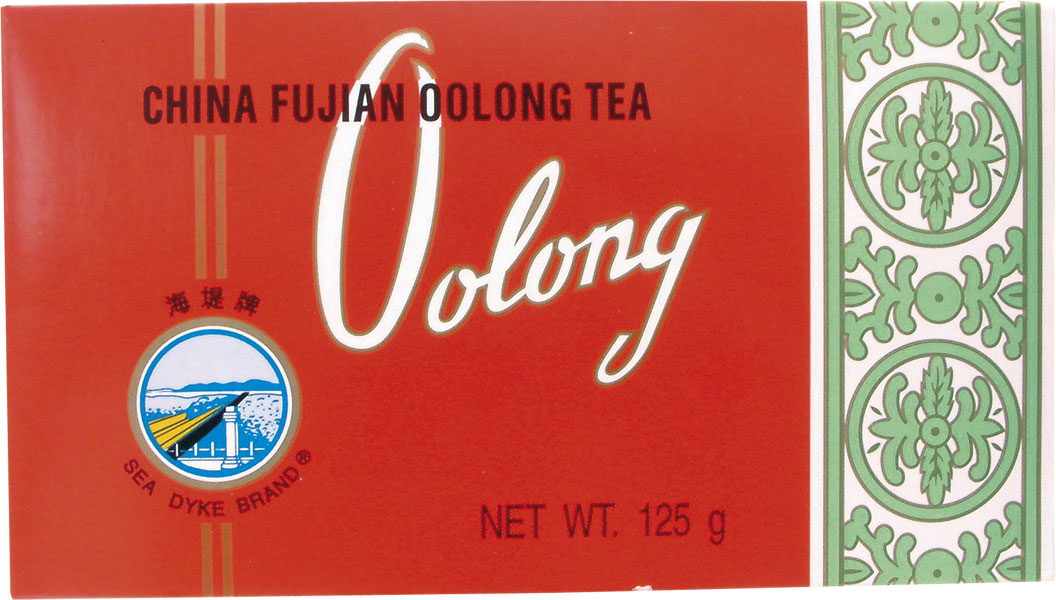 CHINA FUJIAN OOLONG TEA
Oolong
海堤牌
SEA DYKE BRAND®
NET WT. 125 g